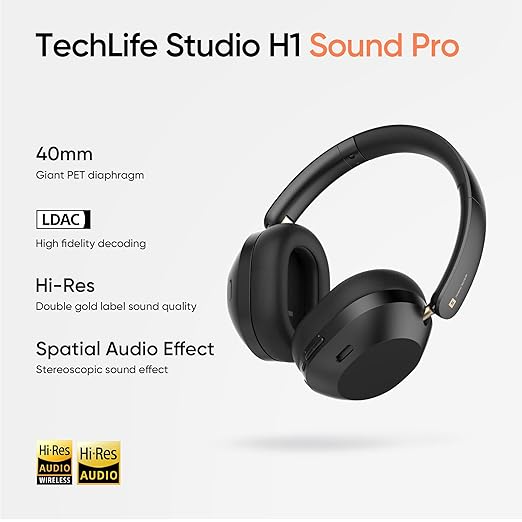 TechLife Studio H1 Sound Pro
40mm
Giant PET diaphragm
LDAC
High fidelity decoding
Hi-Res
Double gold label sound quality
Spatial Audio Effect
Stereoscopic sound effect
Hi-Res
AUDIO
WIRELESS
Hi-Res
AUDIO